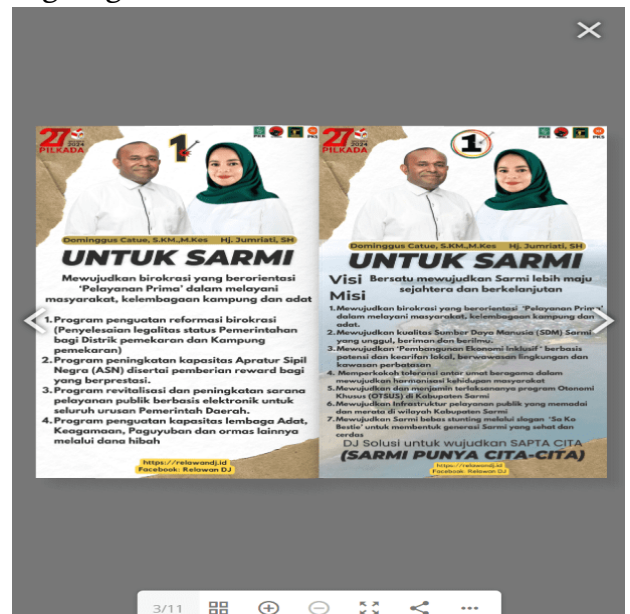 27
2024
PILKADA
1
PKB
PKS
Dominggus Catue, S.KM.,M.Kes Hj. Jumriati, SH
UNTUK SARMI
Mewujudkan birokrasi yang berorientasi
'Pelayanan Prima' dalam melayani
masyarakat, kelembagaan kampung dan adat
1. Program penguatan reformasi birokrasi
(Penyelesaian legalitas status Pemerintahan
bagi Distrik pemekaran dan Kampung
pemekaran)
2. Program peningkatan kapasitas Apratur Sipil
Negra (ASN) disertai pemberian reward bagi
yang berprestasi.
3. Program revitalisasi dan peningkatan sarana
pelayanan publik berbasis elektronik untuk
seluruh urusan Pemerintah Daerah.
4. Program penguatan kapasitas lembaga Adat,
Keagamaan, Paguyuban dan ormas lainnya
melalui dana hibah
https://relawandj.id
Facebook: Relawan DJ
27
2024
PILKADA
1
PKB
PKS
Dominggus Catue, S.KM.,M.Kes Hj. Jumriati, SH
UNTUK SARMI
Visi Bersatu mewujudkan Sarmi lebih maju
sejahtera dan berkelanjutan
Misi
1. Mewujudkan birokrasi yang berorientasi 'Pelayanan Prima'
dalam melayani masyarakat, kelembagaan kampung dan
adat.
2. Mewujudkan kualitas Sumber Daya Manusia (SDM) Sarmi
yang unggul, beriman dan berilmu.
3. Mewujudkan 'Pembangunan Ekonomi Inklusif' berbasis
potensi dan kearifan lokal, berwawasan lingkungan dan
kawasan perbatasan
4. Memperkoh toleransi antar umat beragama dalam
mewujudkan harmonisasi kehidupan masyarakat
5. Mewujudkan dan menjamin terlaksananya program Otonomi
Khusus (OTSUS) di Kabupaten Sarmi
6. Mewujudkan Infrastruktur pelayanan publik yang memadai
dan merata di wilayah Kabupaten Sarmi
7. Mewujudkan Sarmi bebas stunting melalui slogan 'Sa Ko
Bestie' untuk membentuk generasi Sarmi yang sehat dan
cerdas
DJ Solusi untuk wujudkan SAPTA CITA
(SARMI PUNYA CITA-CITA)
https://relawandj.id
Facebook: Relawan DJ
3/11